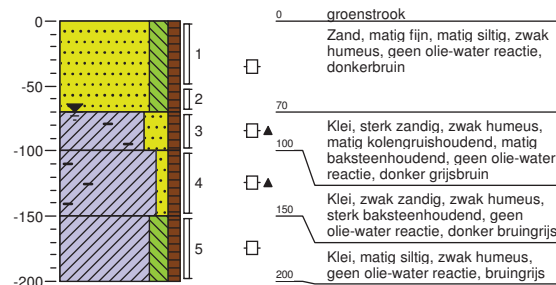 0
-50
-100
-150
-200
1
2
3
4
5
0
groenstrook
Zand, matig fijn, matig siltig, zwak
humeus, geen olie-water reactie,
donkerbruin
70
Klei, sterk zandig, zwak humeus,
matig kolengruishoudend, matig
baksteenhoudend, geen olie-water
reactie, donker grijsbruin
100
Klei, zwak zandig, zwak humeus,
sterk baksteenhoudend, geen
olie-water reactie, donker bruingrijs
150
Klei, matig siltig, zwak humeus,
geen olie-water reactie, bruingrijs
200